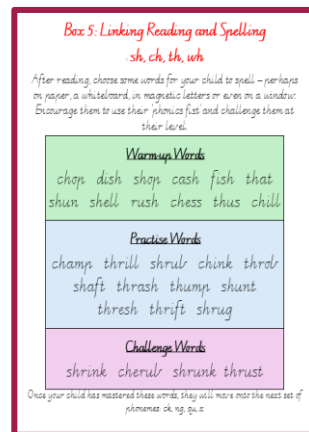 Box 5: Linking Reading and Spelling
: sh, ch, th, wh
After reading, choose some words for your child to spell – perhaps
on paper, a whiteboard, in magnetic letters or even on a window.
Encourage them to use their 'phonics fist' and challenge them at
their level.
Warm-up Words
chop dish shop cash fish that
shun shell rush chess thus chill
Practise Words
champ thrill shrub chink throb
shaft thrash thump shunt
thresh thrift shrug
Challenge Words
shrink cherub shrunk thrust
Once your child has mastered these words, they will move onto the next set of
phonemes: ck, ng, qu, x